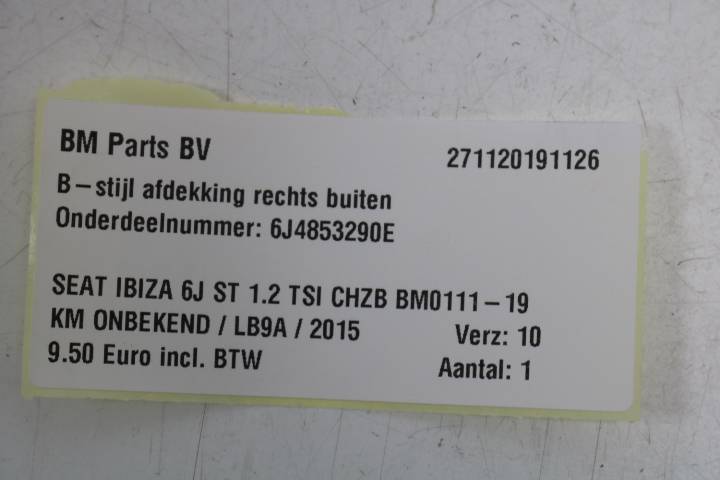 BM Parts BV 271120191126
B-stijl afdekking rechts buiten
Onderdeelnummer: 6J4853290E
SEAT IBIZA 6J ST 1.2 TSI CHZB BM0111-19
KM ONBEKEND / LB9A / 2015 Verz: 10
9.50 Euro incl. BTW Aantal: 1